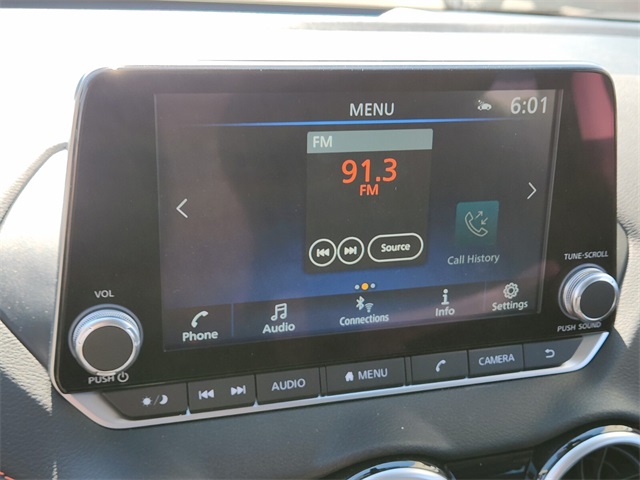 MENU 6:01
FM
91.3
FM
Source
Call History
Phone Audio Connections Info Settings
VOL
PUSH
TUNE·SCROLL
PUSH SOUND
AUDIO MENU CAMERA